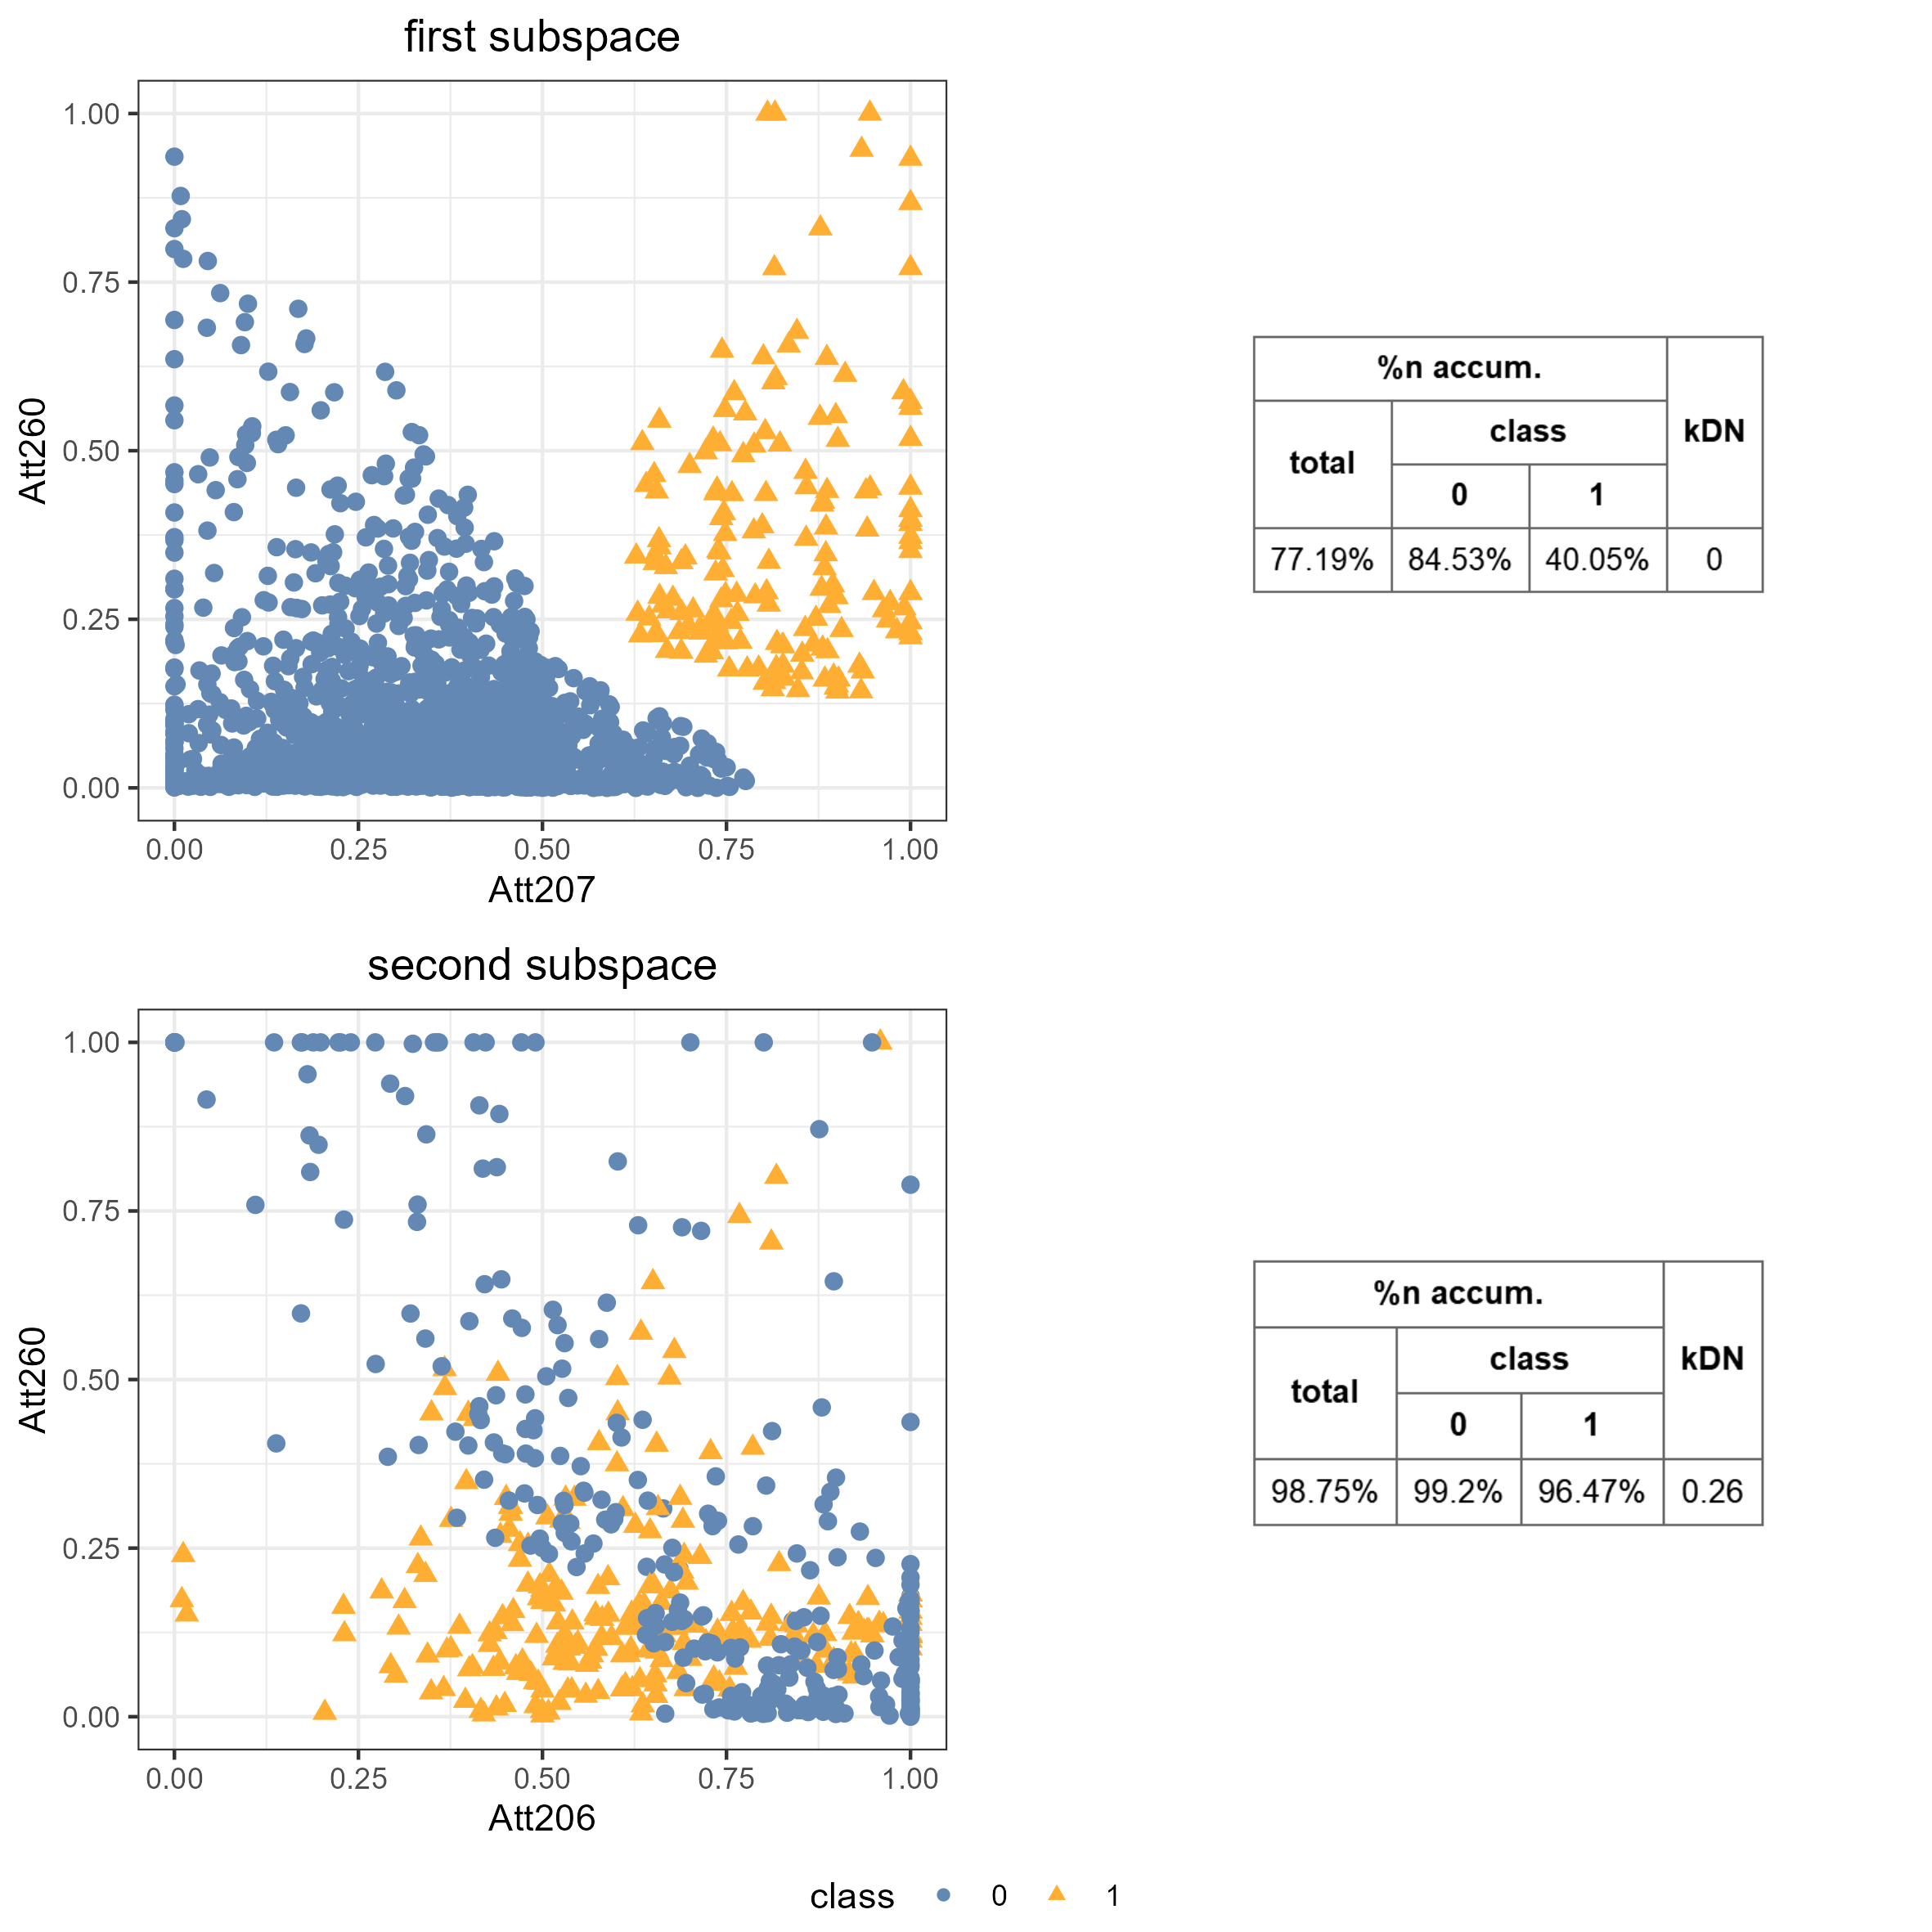 first subspace
1.00
0.75
0.50
0.25
0.00
Att260
0.00 0.25 0.50 0.75 1.00
Att207
%n accum.
kDN
total
class
0 1
77.19% 84.53% 40.05% 0
second subspace
1.00
0.75
0.50
0.25
0.00
Att260
0.00 0.25 0.50 0.75 1.00
Att206
%n accum.
kDN
total
class
0 1
98.75% 99.2% 96.47% 0.26
class 0 1